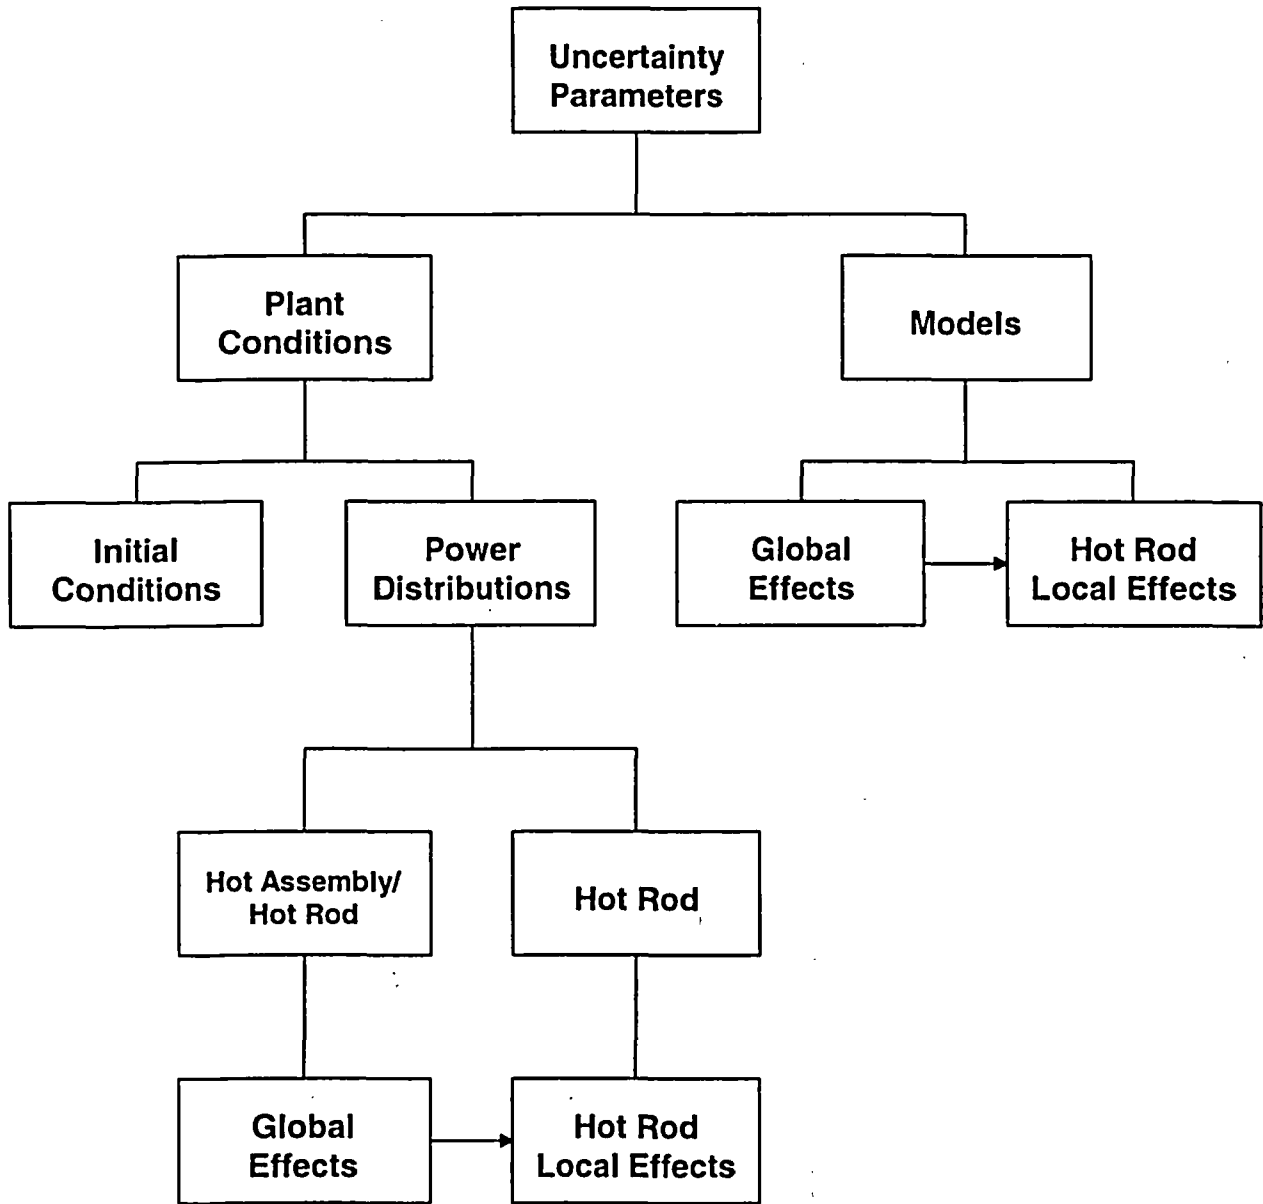 Uncertainty
Parameters
Plant
Conditions
Models
Initial
Conditions
Power
Distributions
Global
Effects
Hot Rod
Local Effects
Hot Assembly/
Hot Rod
Hot Rod
Global
Effects
Hot Rod
Local Effects